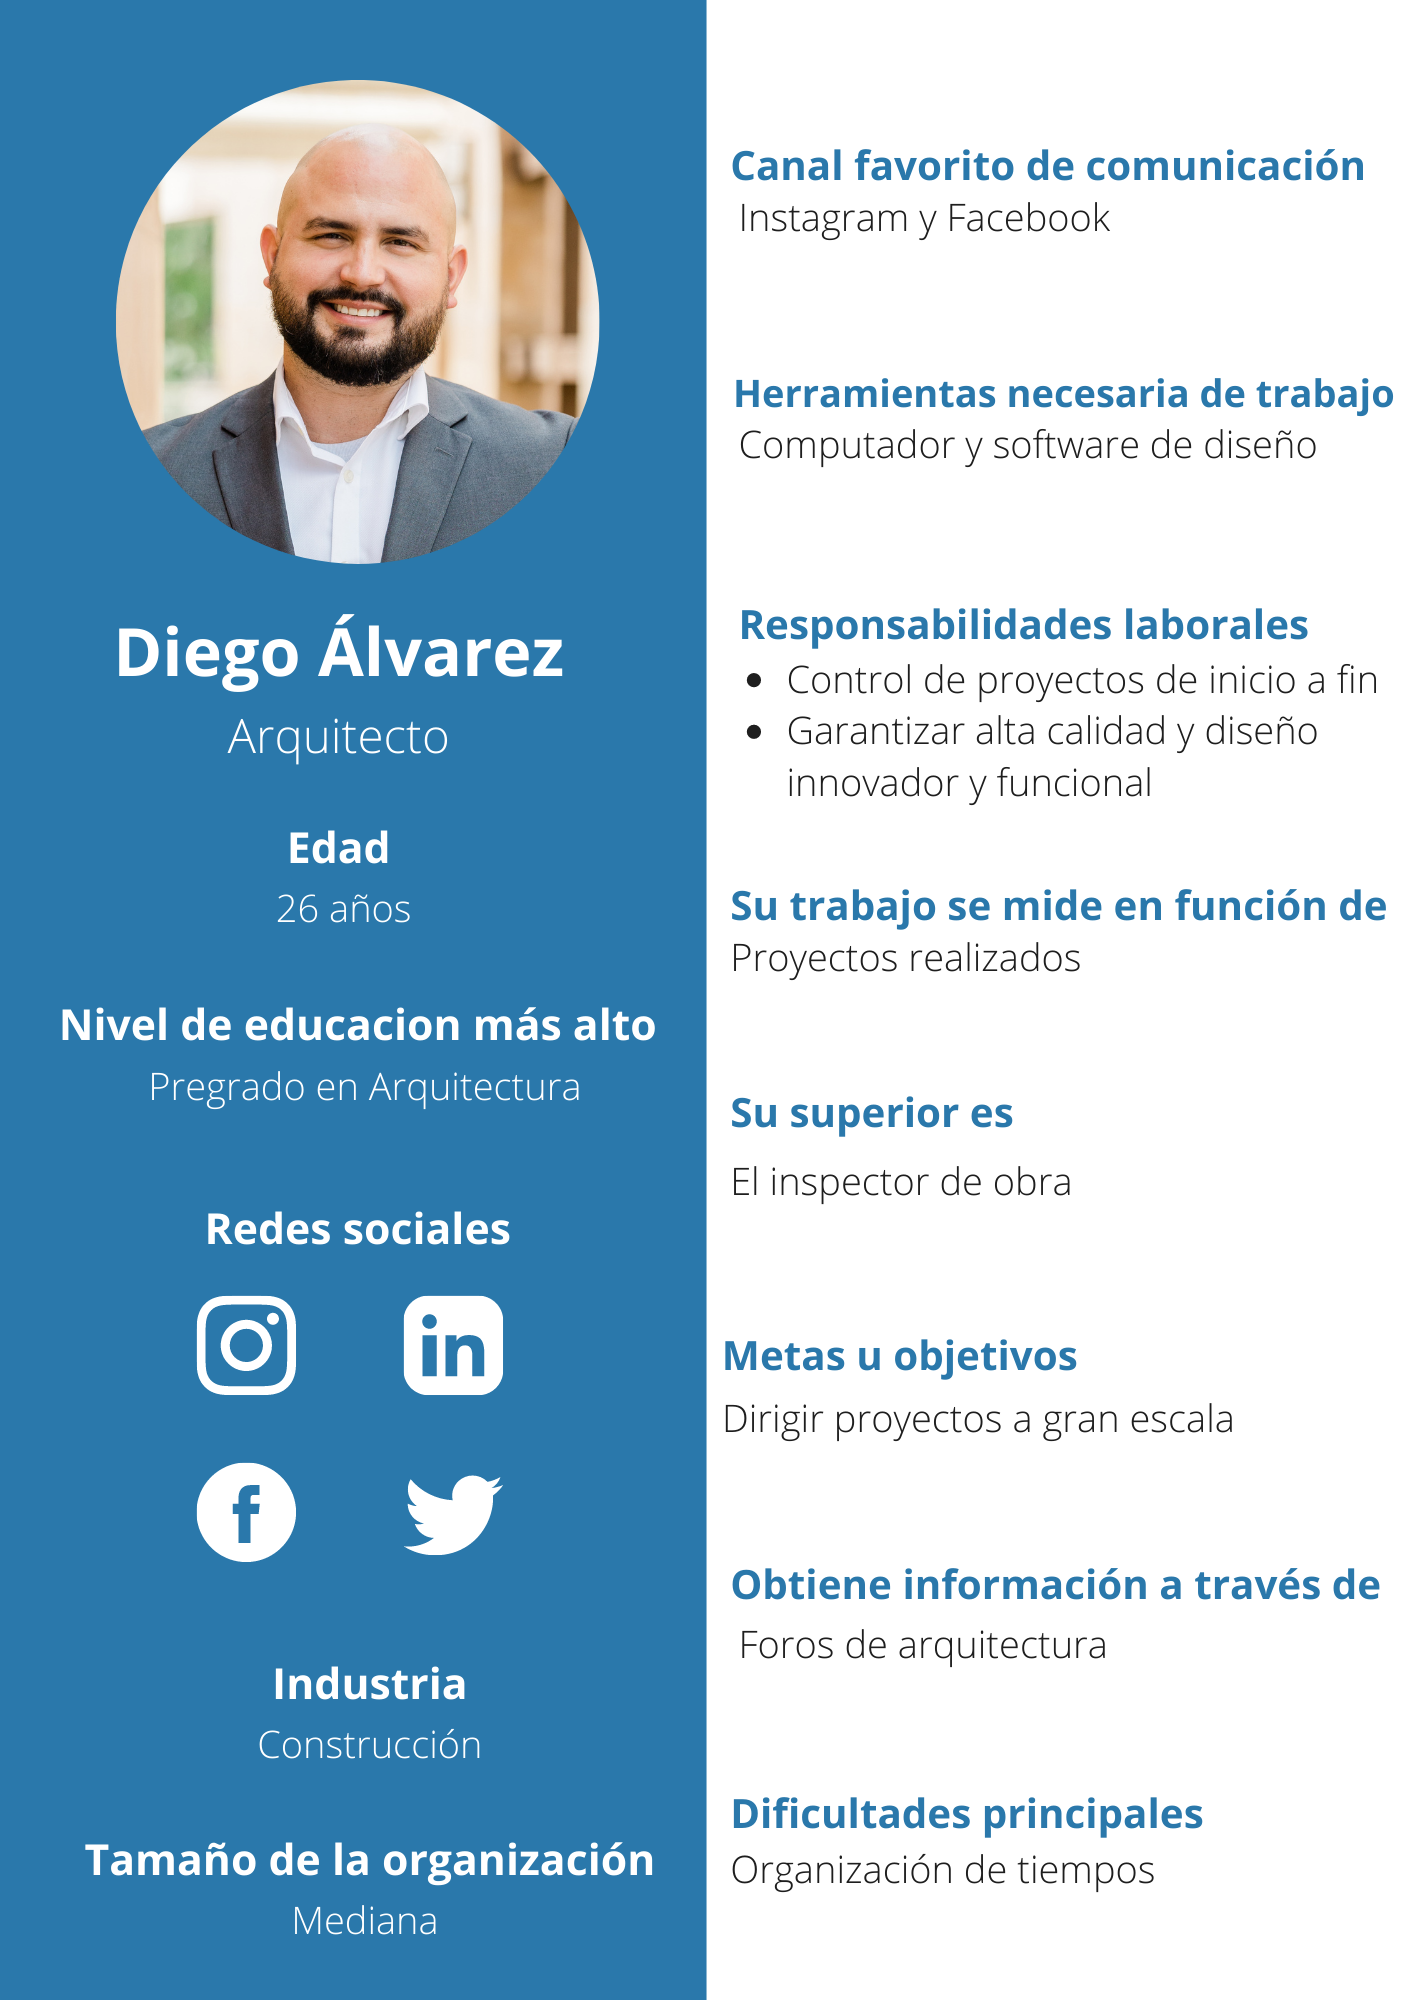 Diego Álvarez
Arquitecto
Edad
26 años
Nivel de educacion más alto
Pregrado en Arquitectura
Redes sociales
in
f
Industria
Construcción
Tamaño de la organización
Mediana
Canal favorito de comunicación
Instagram y Facebook
Herramientas necesaria de trabajo
Computador y software de diseño
Responsabilidades laborales
• Control de proyectos de inicio a fin
• Garantizar alta calidad y diseño
innovador y funcional
Su trabajo se mide en función de
Proyectos realizados
Su superior es
El inspector de obra
Metas u objetivos
Dirigir proyectos a gran escala
Obtiene información a través de
Foros de arquitectura
Dificultades principales
Organización de tiempos